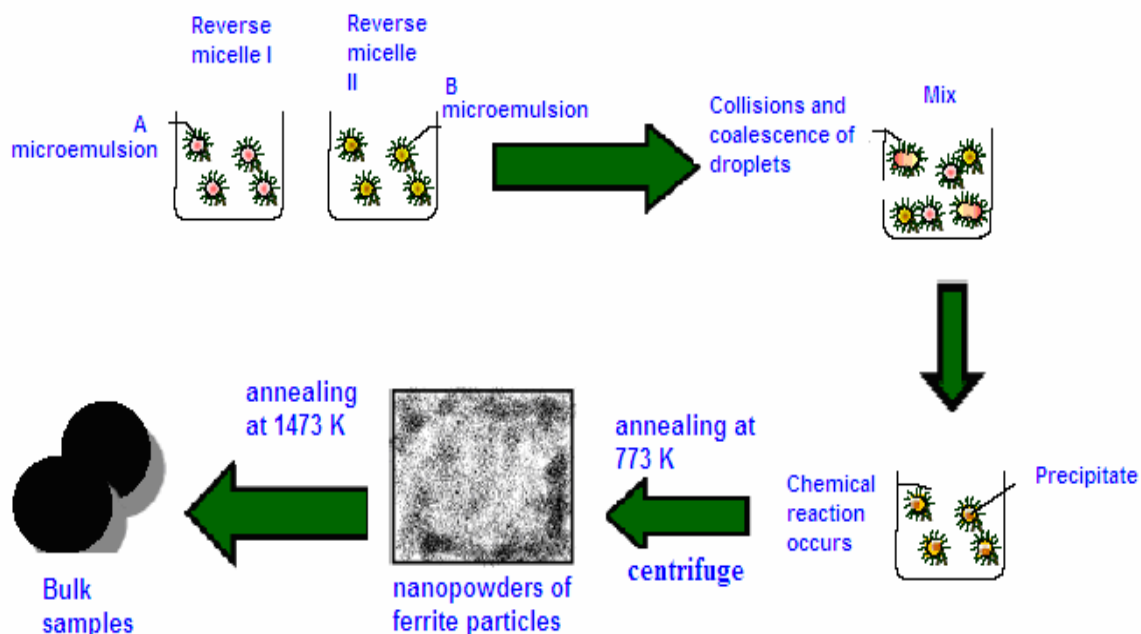 Reverse
micelle I
Reverse
micelle
II
A
microemulsion
B
microemulsion
Collisions and
coalescence of
droplets
Mix
Chemical
reaction
occurs
Precipitate
annealing at
773 K
centrifuge
nanopowders of
ferrite particles
annealing
at 1473 K
Bulk
samples